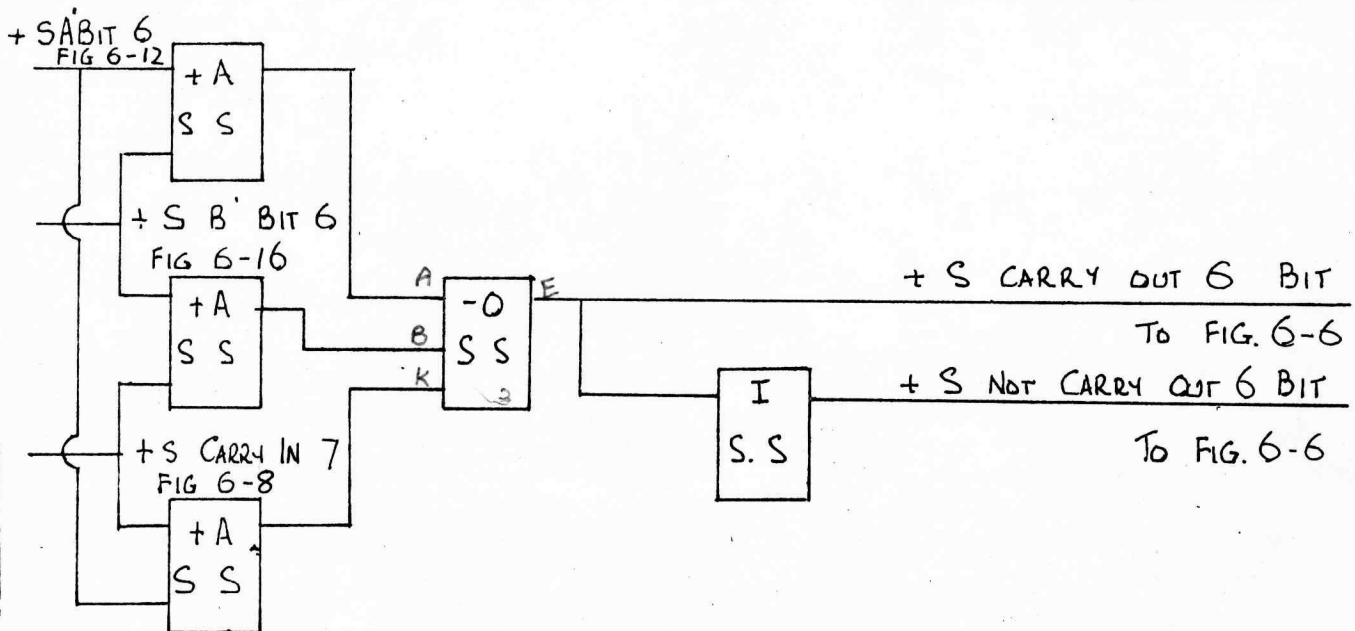 + SA'BIT 6
FIG 6-12
+ A
S S
+ S B' BIT 6
FIG 6-16
+ A
S S
+ S CARRY IN 7
FIG 6-8
+ A
S S
A
B
K
-O
S S
E
+ S CARRY OUT 6 BIT
TO FIG. 6-6
I
S. S
+ S NOT CARRY OUT 6 BIT
TO FIG. 6-6